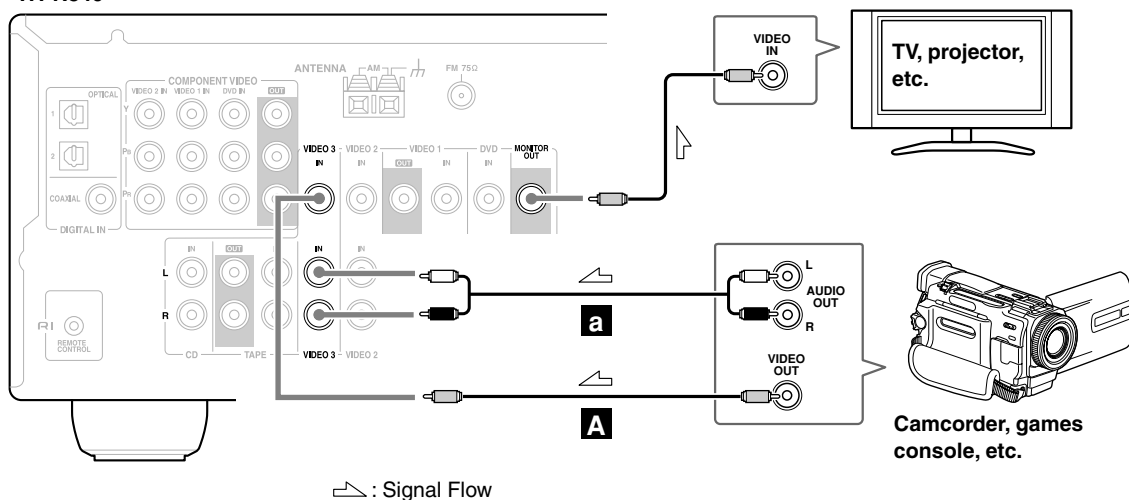 VIDEO
IN
TV, projector,
etc.
ANTENNA
AM
FM 75Ω
COMPONENT VIDEO
OPTICAL
VIDEO 2 IN
VIDEO 1 IN
DVD IN
OUT
1
Y
2
PB
VIDEO 3
VIDEO 2
VIDEO 1
DVD
MONITOR
OUT
IN
IN
OUT
IN
IN
COAXIAL
PR
DIGITAL IN
IN
OUT
IN
IN
L
R
RI
REMOTE
CONTROL
CD
TAPE
VIDEO 3
VIDEO 2
L
AUDIO
OUT
R
a
VIDEO
OUT
A
Camcorder, games
console, etc.
: Signal Flow